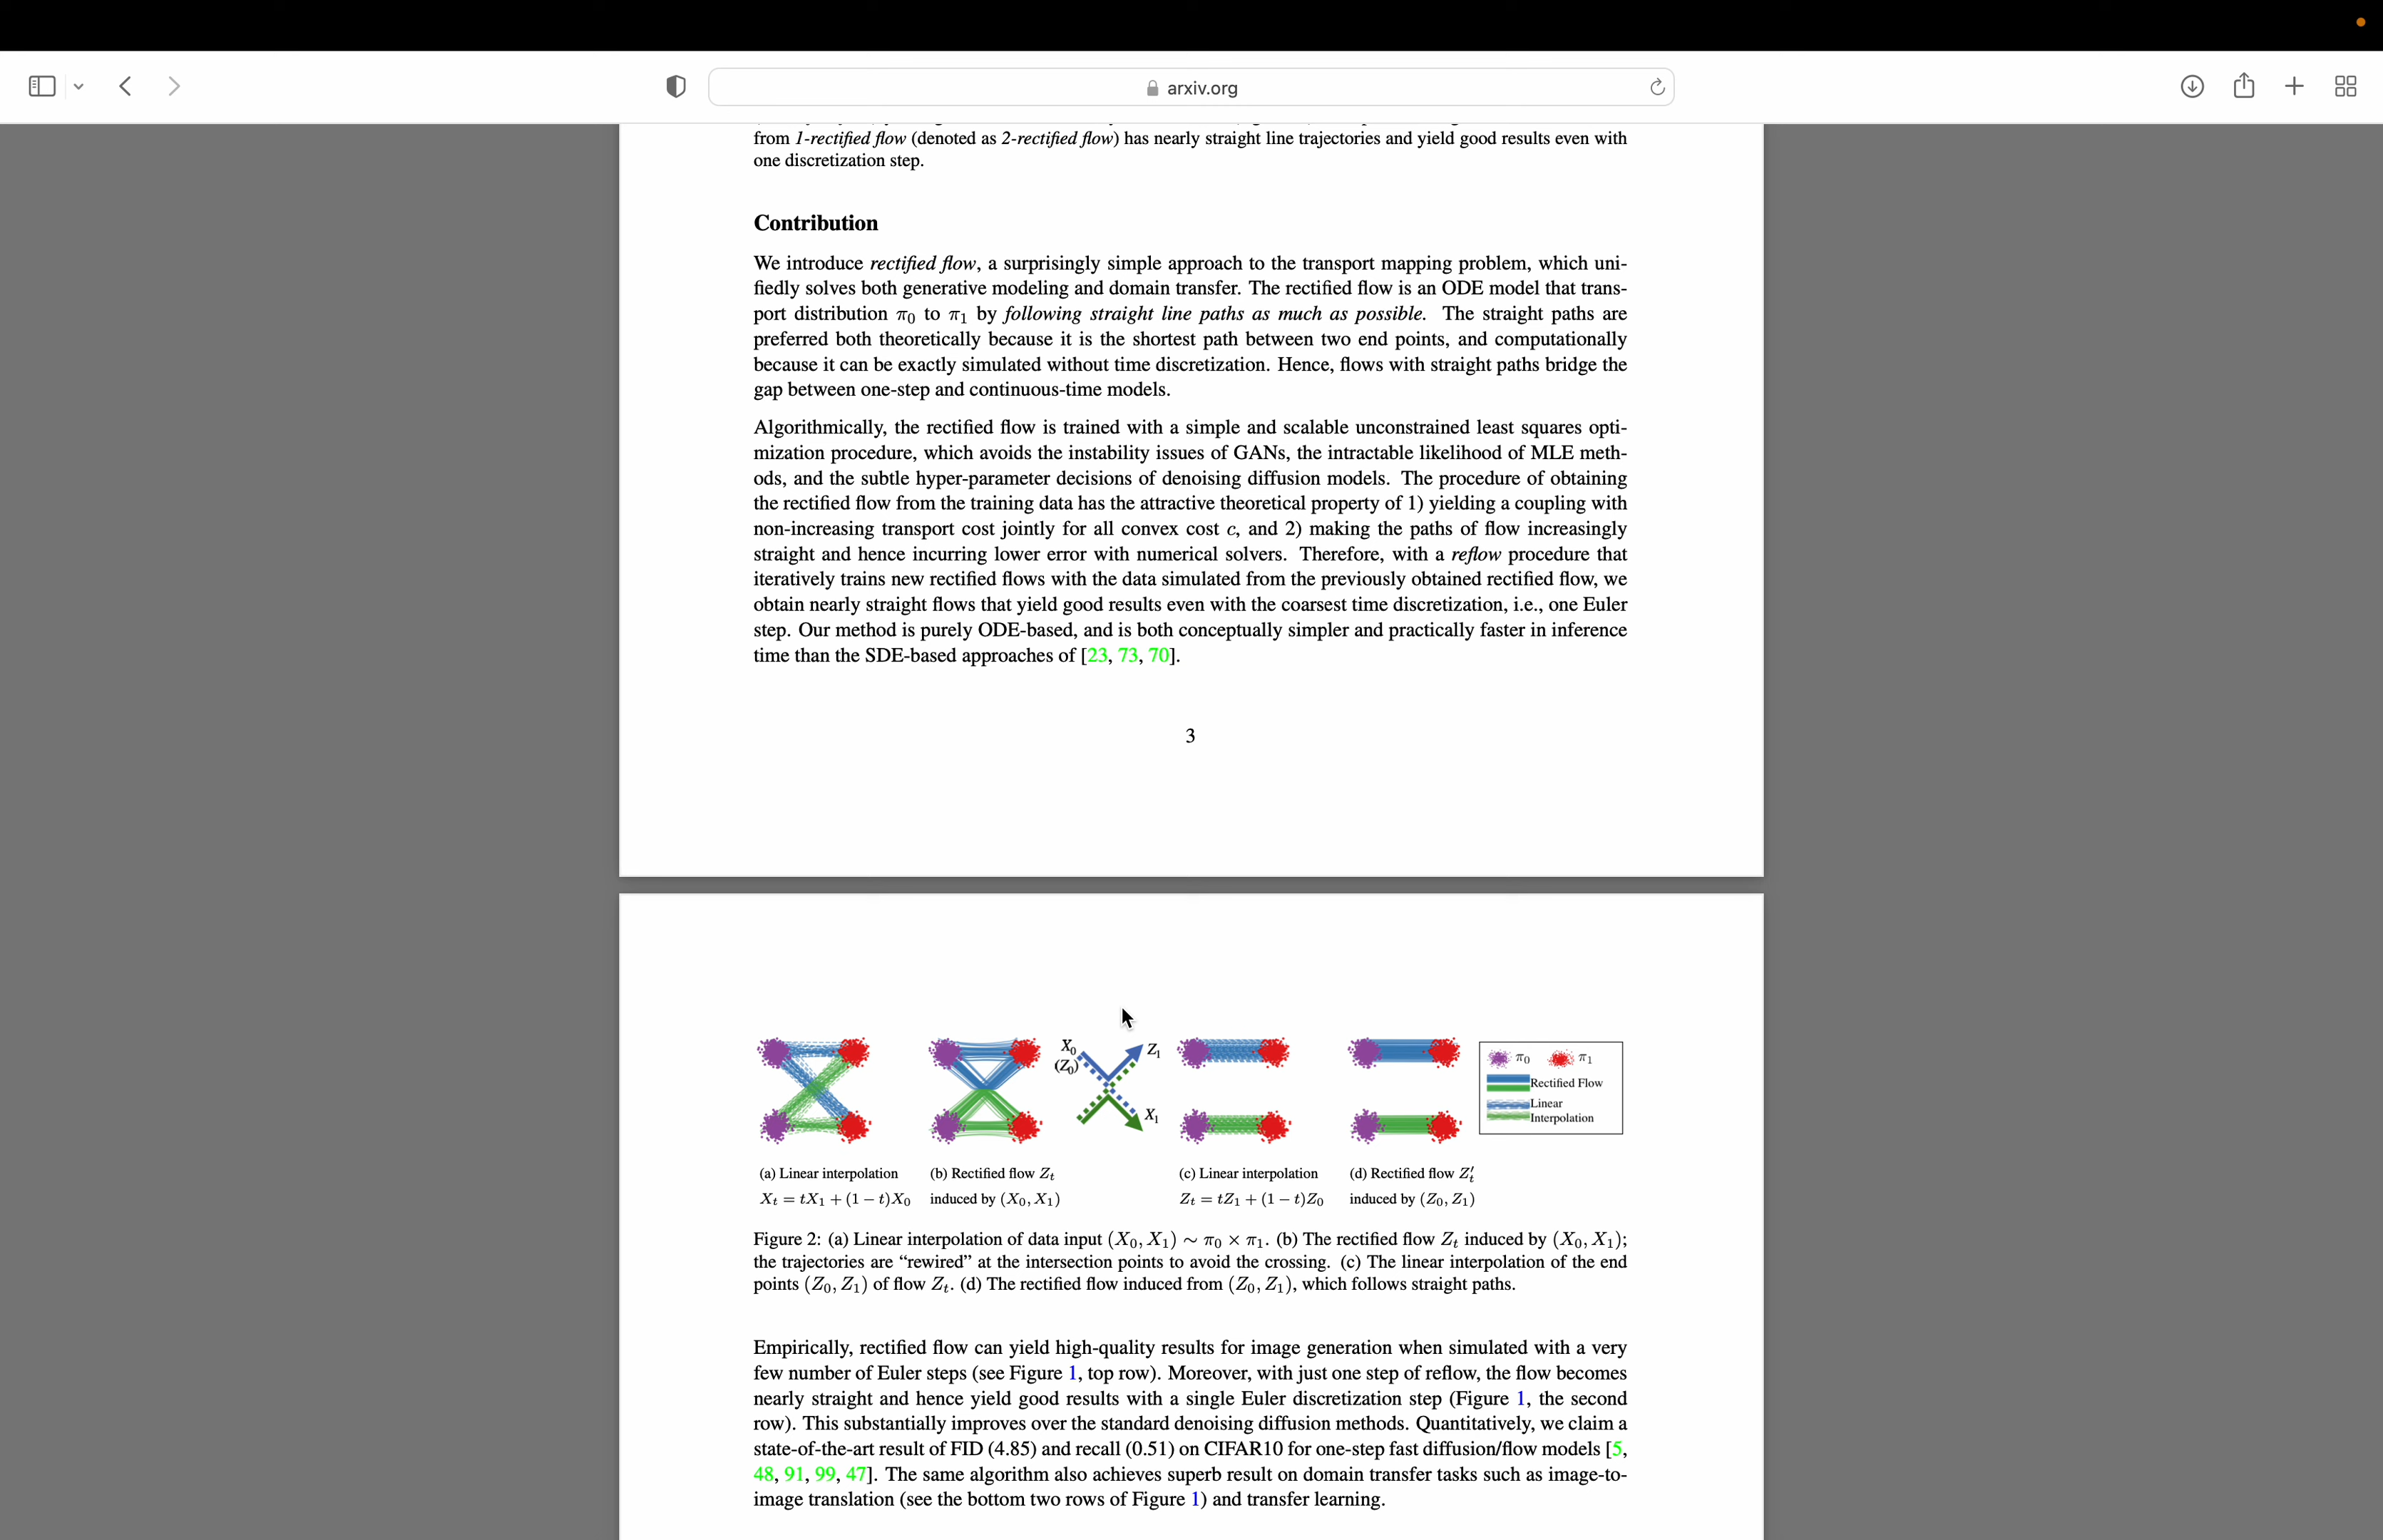 arxiv.org
from 1-rectified flow (denoted as 2-rectified flow) has nearly straight line trajectories and yield good results even with
one discretization step.
Contribution
We introduce rectified flow, a surprisingly simple approach to the transport mapping problem, which uni-
fiedly solves both generative modeling and domain transfer. The rectified flow is an ODE model that trans-
port distribution π₀ to π₁ by following straight line paths as much as possible. The straight paths are
preferred both theoretically because it is the shortest path between two end points, and computationally
because it can be exactly simulated without time discretization. Hence, flows with straight paths bridge the
gap between one-step and continuous-time models.
Algorithmically, the rectified flow is trained with a simple and scalable unconstrained least squares opti-
mization procedure, which avoids the instability issues of GANs, the intractable likelihood of MLE meth-
ods, and the subtle hyper-parameter decisions of denoising diffusion models. The procedure of obtaining
the rectified flow from the training data has the attractive theoretical property of 1) yielding a coupling with
non-increasing transport cost jointly for all convex cost c, and 2) making the paths of flow increasingly
straight and hence incurring lower error with numerical solvers. Therefore, with a reflow procedure that
iteratively trains new rectified flows with the data simulated from the previously obtained rectified flow, we
obtain nearly straight flows that yield good results even with the coarsest time discretization, i.e., one Euler
step. Our method is purely ODE-based, and is both conceptually simpler and practically faster in inference
time than the SDE-based approaches of [23, 73, 70].
3
X₀
(Z₀)
Z₁
X₁
π₀ π₁
Rectified Flow
Linear
Interpolation
(a) Linear interpolation
Xₜ = tX₁ + (1 − t)X₀
(b) Rectified flow Zₜ
induced by (X₀, X₁)
(c) Linear interpolation
Zₜ = tZ₁ + (1 − t)Z₀
(d) Rectified flow Z′ₜ
induced by (Z₀, Z₁)
Figure 2: (a) Linear interpolation of data input (X₀, X₁) ∼ π₀ × π₁. (b) The rectified flow Zₜ induced by (X₀, X₁);
the trajectories are “rewired” at the intersection points to avoid the crossing. (c) The linear interpolation of the end
points (Z₀, Z₁) of flow Zₜ. (d) The rectified flow induced from (Z₀, Z₁), which follows straight paths.
Empirically, rectified flow can yield high-quality results for image generation when simulated with a very
few number of Euler steps (see Figure 1, top row). Moreover, with just one step of reflow, the flow becomes
nearly straight and hence yield good results with a single Euler discretization step (Figure 1, the second
row). This substantially improves over the standard denoising diffusion methods. Quantitatively, we claim a
state-of-the-art result of FID (4.85) and recall (0.51) on CIFAR10 for one-step fast diffusion/flow models [5,
48, 91, 99, 47]. The same algorithm also achieves superb result on domain transfer tasks such as image-to-
image translation (see the bottom two rows of Figure 1) and transfer learning.